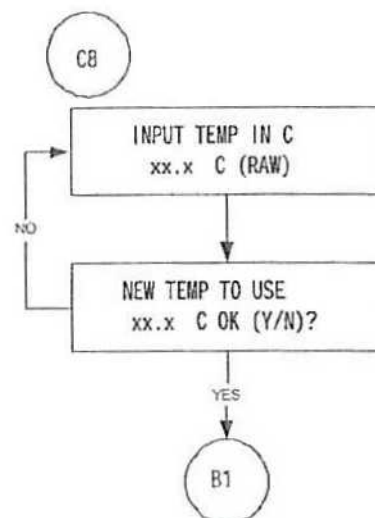 C8
INPUT TEMP IN C
xx.x C (RAW)
NO
NEW TEMP TO USE
xx.x C OK (Y/N)?
YES
B1